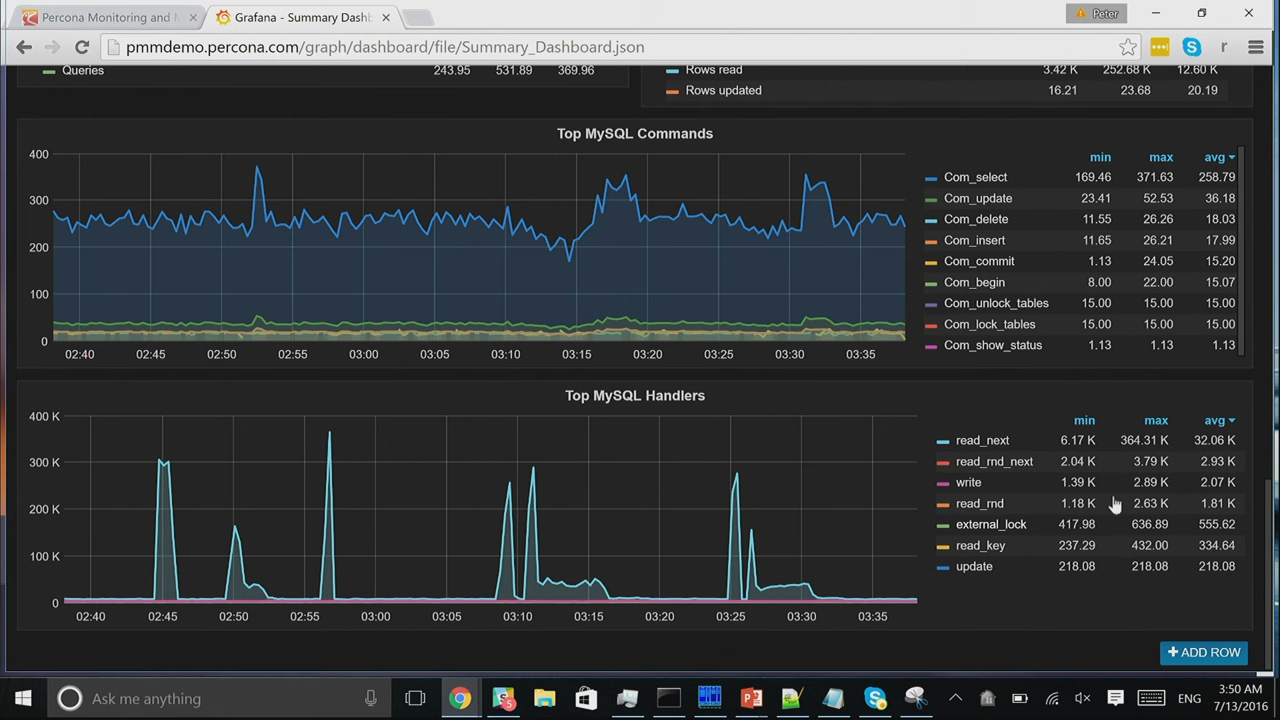 Percona Monitoring and M
Grafana - Summary Dashb
Peter
pmmdemo.percona.com/graph/dashboard/file/Summary_Dashboard.json
r
Queries 243.95 531.89 369.96
Rows read 3.42 K 252.68 K 12.60 K
Rows updated 16.21 23.68 20.19
Top MySQL Commands
400
300
200
100
0
02:40 02:45 02:50 02:55 03:00 03:05 03:10 03:15 03:20 03:25 03:30 03:35
min max avg
Com_select 169.46 371.63 258.79
Com_update 23.41 52.53 36.18
Com_delete 11.55 26.26 18.03
Com_insert 11.65 26.21 17.99
Com_commit 1.13 24.05 15.20
Com_begin 8.00 22.00 15.07
Com_unlock_tables 15.00 15.00 15.00
Com_lock_tables 15.00 15.00 15.00
Com_show_status 1.13 1.13 1.13
Top MySQL Handlers
400 K
300 K
200 K
100 K
0
02:40 02:45 02:50 02:55 03:00 03:05 03:10 03:15 03:20 03:25 03:30 03:35
min max avg
read_next 6.17 K 364.31 K 32.06 K
read_rnd_next 2.04 K 3.79 K 2.93 K
write 1.39 K 2.89 K 2.07 K
read_rnd 1.18 K 2.63 K 1.81 K
external_lock 417.98 636.89 555.62
read_key 237.29 432.00 334.64
update 218.08 218.08 218.08
+ ADD ROW
Ask me anything
ENG
3:50 AM
7/13/2016